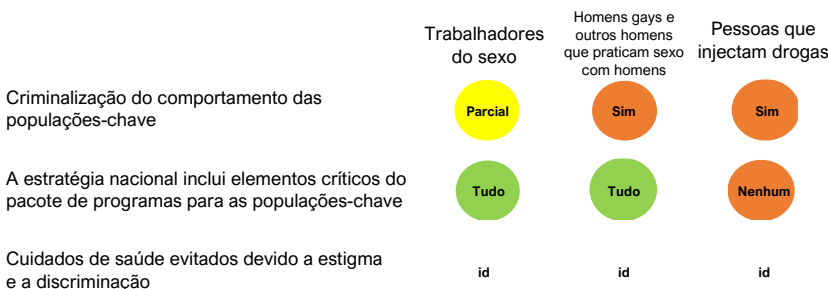 Trabalhadores
do sexo
Homens gays e
outros homens
que praticam sexo
com homens
Pessoas que
injectam drogas
Criminalização do comportamento das
populações-chave
Parcial
Sim
Sim
A estratégia nacional inclui elementos críticos do
pacote de programas para as populações-chave
Tudo
Tudo
Nenhum
Cuidados de saúde evitados devido a estigma
e a discriminação
id
id
id